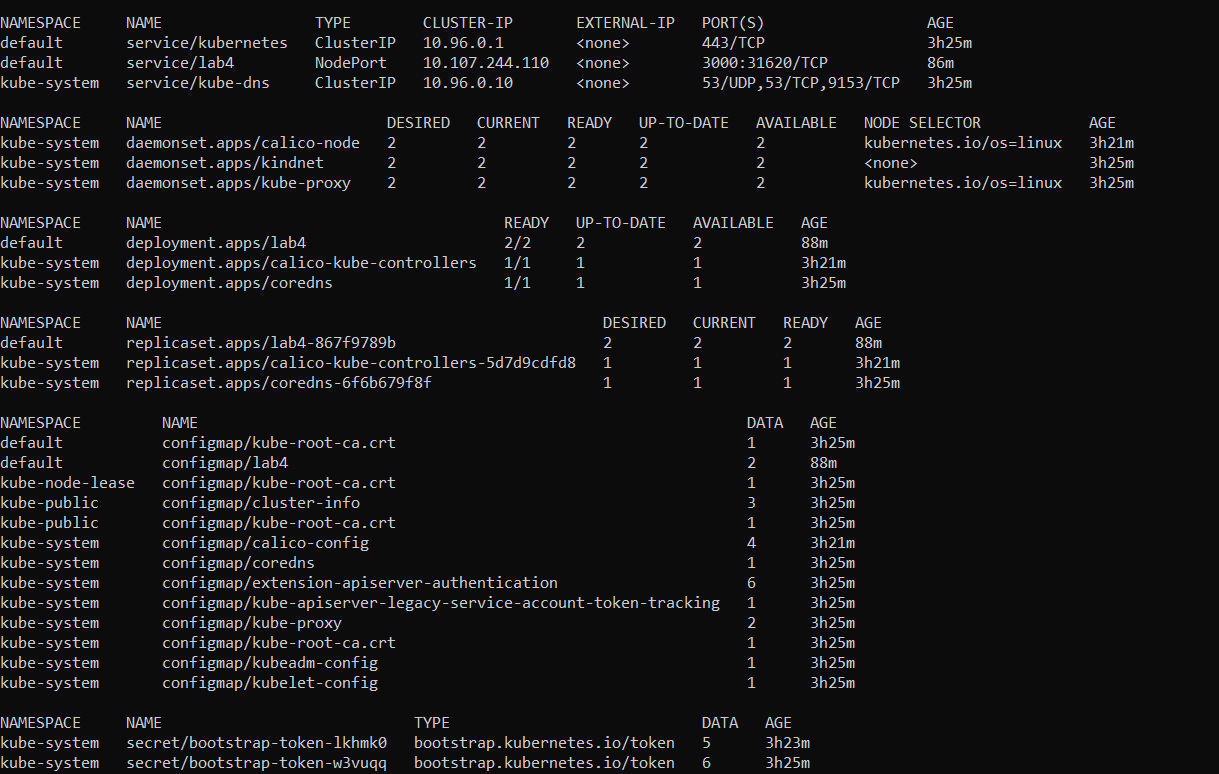 NAMESPACE NAME TYPE CLUSTER-IP EXTERNAL-IP PORT(S) AGE
default service/kubernetes ClusterIP 10.96.0.1 <none> 443/TCP 3h25m
default service/lab4 NodePort 10.107.244.110 <none> 3000:31620/TCP 86m
kube-system service/kube-dns ClusterIP 10.96.0.10 <none> 53/UDP,53/TCP,9153/TCP 3h25m
NAMESPACE NAME DESIRED CURRENT READY UP-TO-DATE AVAILABLE NODE SELECTOR AGE
kube-system daemonset.apps/calico-node 2 2 2 2 2 kubernetes.io/os=linux 3h21m
kube-system daemonset.apps/kindnet 2 2 2 2 2 <none> 3h25m
kube-system daemonset.apps/kube-proxy 2 2 2 2 2 kubernetes.io/os=linux 3h25m
NAMESPACE NAME READY UP-TO-DATE AVAILABLE AGE
default deployment.apps/lab4 2/2 2 2 88m
kube-system deployment.apps/calico-kube-controllers 1/1 1 1 3h21m
kube-system deployment.apps/coredns 1/1 1 1 3h25m
NAMESPACE NAME DESIRED CURRENT READY AGE
default replicaset.apps/lab4-867f9789b 2 2 2 88m
kube-system replicaset.apps/calico-kube-controllers-5d7d9cdfd8 1 1 1 3h21m
kube-system replicaset.apps/coredns-6f6b679f8f 1 1 1 3h25m
NAMESPACE NAME DATA AGE
default configmap/kube-root-ca.crt 1 3h25m
default configmap/lab4 2 88m
kube-node-lease configmap/kube-root-ca.crt 1 3h25m
kube-public configmap/cluster-info 3 3h25m
kube-public configmap/kube-root-ca.crt 1 3h25m
kube-system configmap/calico-config 4 3h21m
kube-system configmap/coredns 1 3h25m
kube-system configmap/extension-apiserver-authentication 6 3h25m
kube-system configmap/kube-apiserver-legacy-service-account-token-tracking 1 3h25m
kube-system configmap/kube-proxy 2 3h25m
kube-system configmap/kube-root-ca.crt 1 3h25m
kube-system configmap/kubeadm-config 1 3h25m
kube-system configmap/kubelet-config 1 3h25m
NAMESPACE NAME TYPE DATA AGE
kube-system secret/bootstrap-token-lkhmk0 bootstrap.kubernetes.io/token 5 3h23m
kube-system secret/bootstrap-token-w3vuqq bootstrap.kubernetes.io/token 6 3h25m